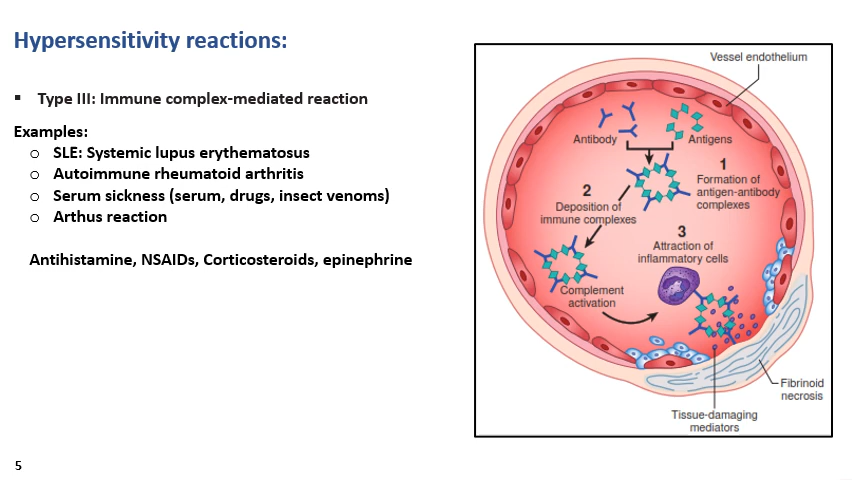 Hypersensitivity reactions:
▪ Type III: Immune complex-mediated reaction
Examples:
o SLE: Systemic lupus erythematosus
o Autoimmune rheumatoid arthritis
o Serum sickness (serum, drugs, insect venoms)
o Arthus reaction
Antihistamine, NSAIDs, Corticosteroids, epinephrine
5
Vessel endothelium
Antibody
Antigens
1
Formation of
antigen-antibody
complexes
2
Deposition of
immune complexes
3
Attraction of
inflammatory cells
Complement
activation
Fibrinoid
necrosis
Tissue-damaging
mediators